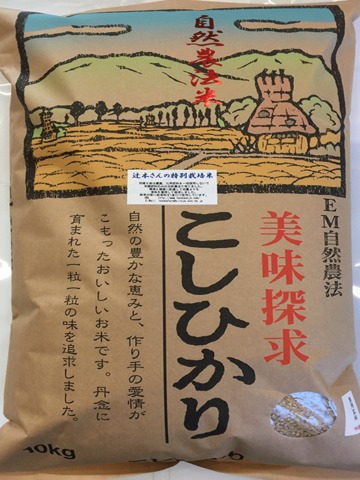 自然農法米
辻本さんの特別栽培米
EM自然農法
美味探求
こしひかり
自然の豊かな恵みと、作り手の愛情が
こもったおいしいお米です。丹念に
育まれた一粒一粒の味を追求しました。
10kg